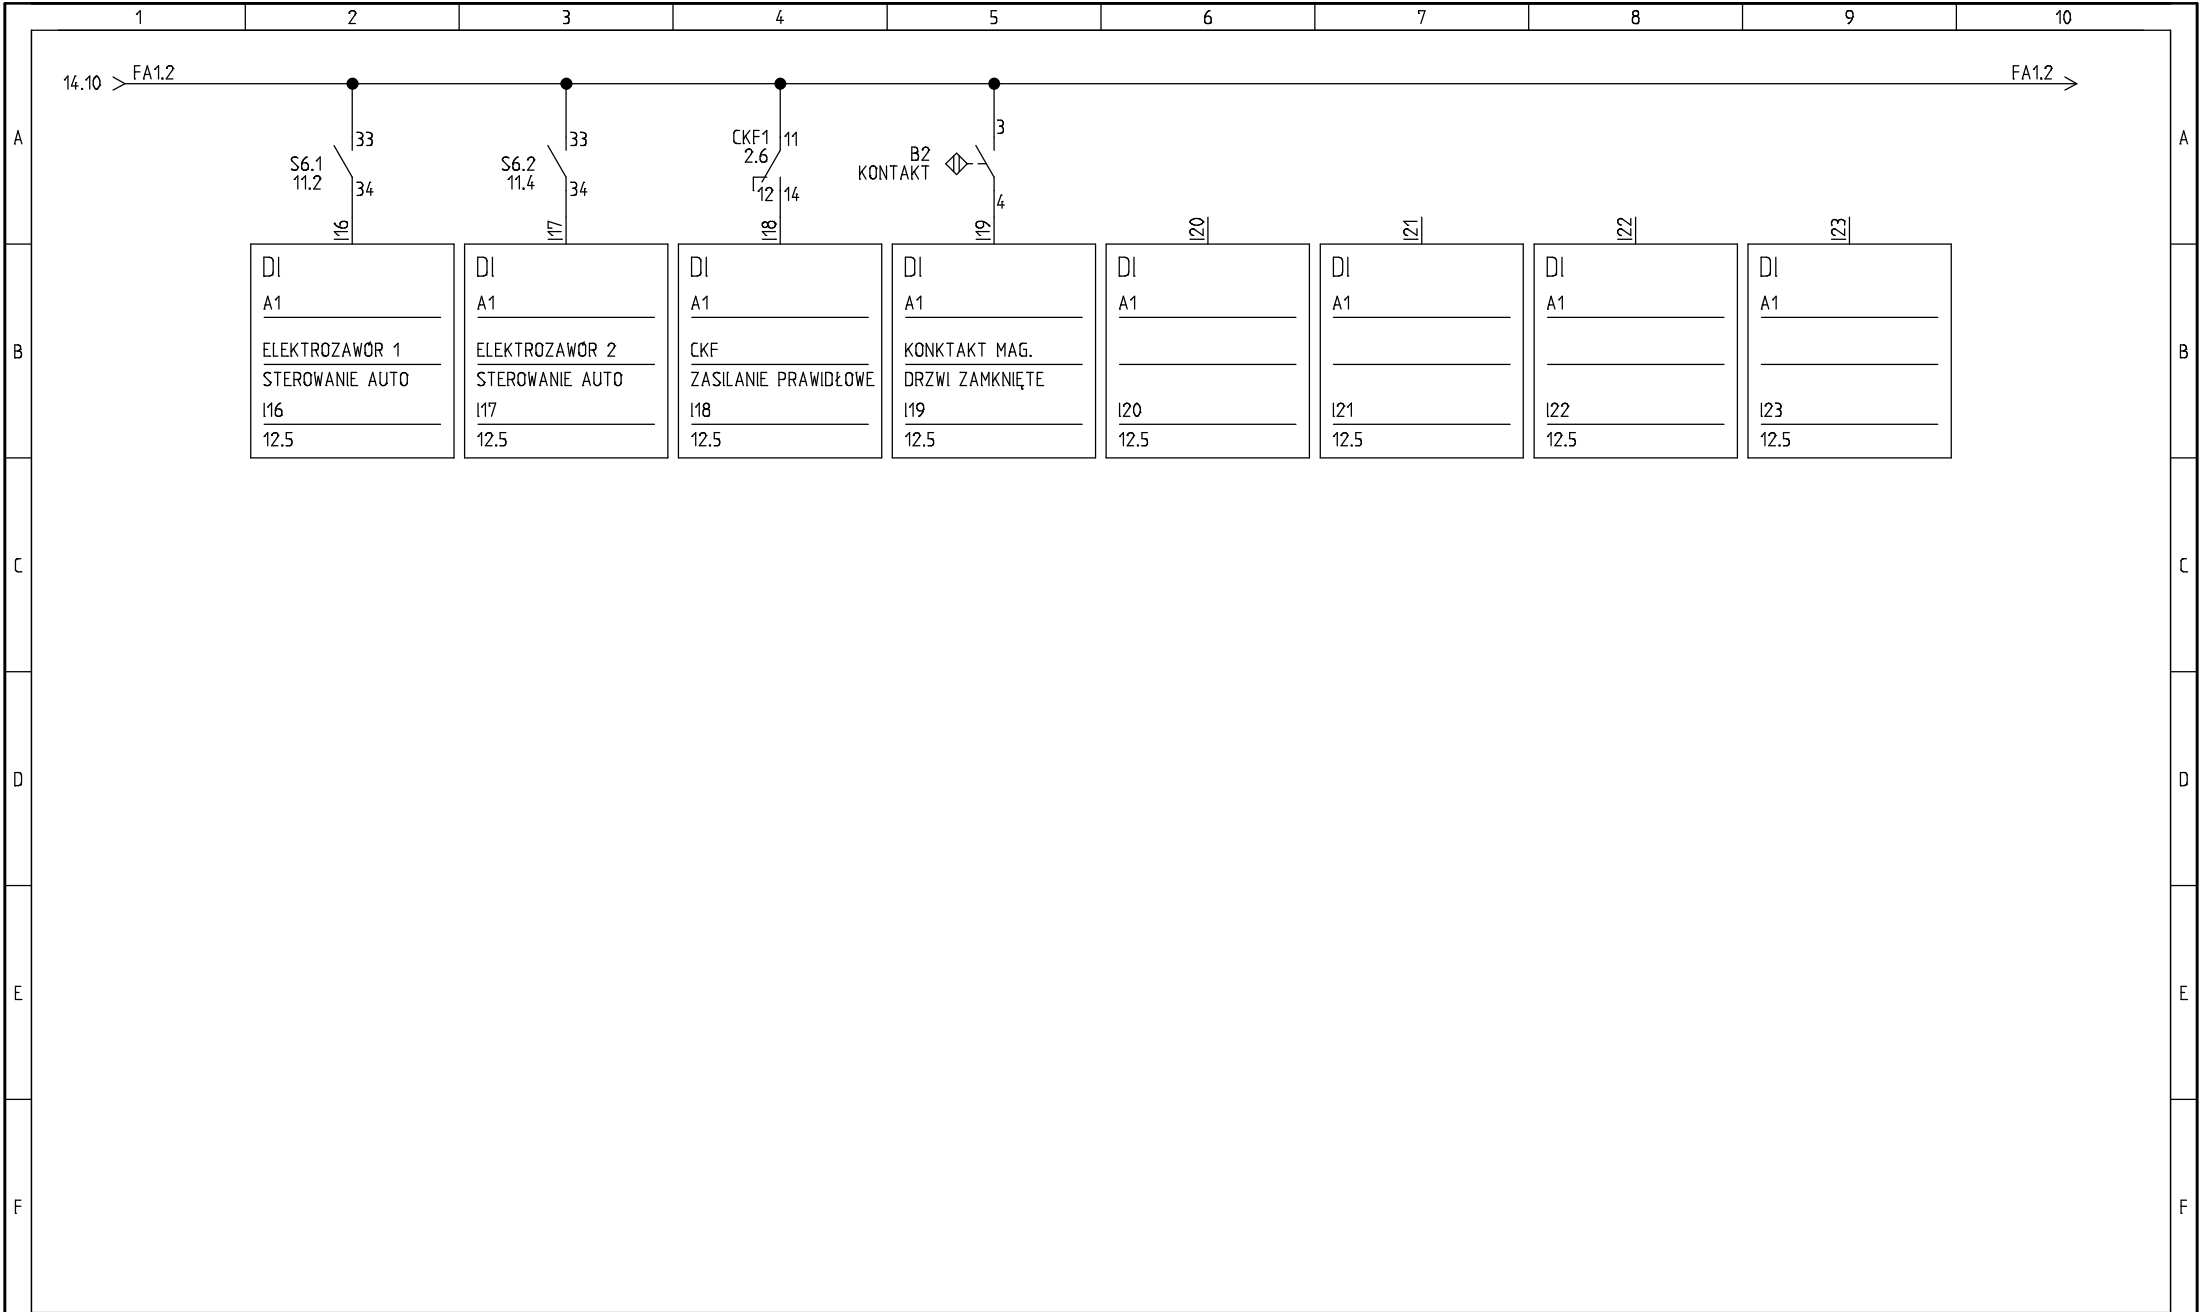 1 2 3 4 5 6 7 8 9 10
14.10 FA1.2 FA1.2
A A
33 33 CKF1 11 3
S6.1 S6.2 2.6 B2
11.2 11.4 KONTAKT
34 34 12 14 4
I16 I17 I18 I19 I20 I21 I22 I23
DI DI DI DI DI DI DI DI
A1 A1 A1 A1 A1 A1 A1 A1
B ELEKTROZAWÓR 1 ELEKTROZAWÓR 2 CKF KONKTAKT MAG. B
STEROWANIE AUTO STEROWANIE AUTO ZASILANIE PRAWIDŁOWE DRZWI ZAMKNIĘTE
I16 I17 I18 I19 I20 I21 I22 I23
12.5 12.5 12.5 12.5 12.5 12.5 12.5 12.5
C C
D D
E E
F F